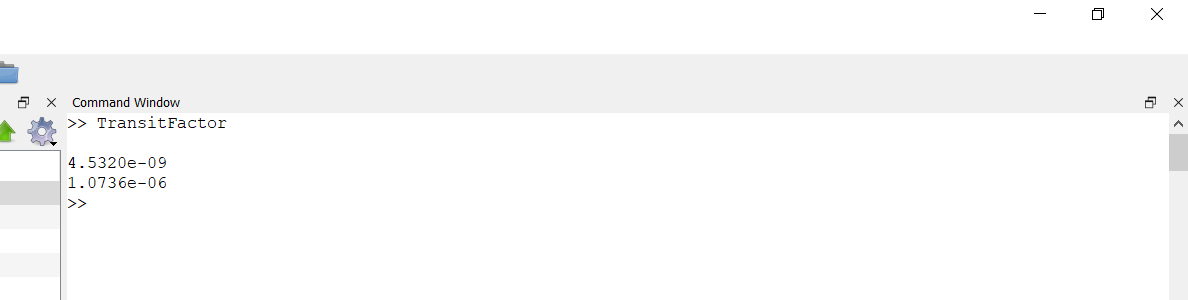 Command Window
>> TransitFactor
4.5320e-09
1.0736e-06
>>